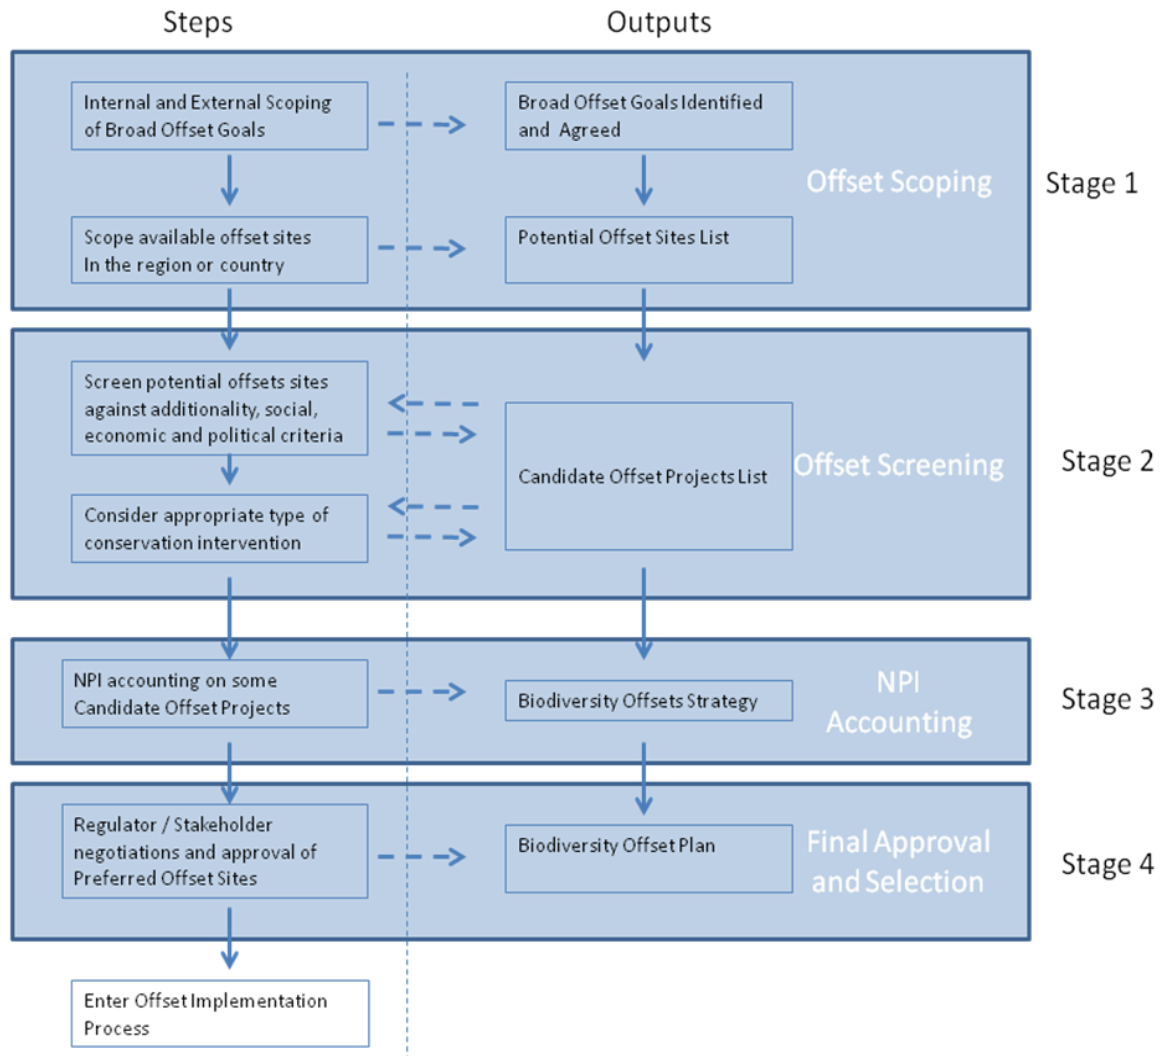 Steps
Outputs
Internal and External Scoping
of Broad Offset Goals
Broad Offset Goals Identified
and Agreed
Offset Scoping
Stage 1
Scope available offset sites
In the region or country
Potential Offset Sites List
Screen potential offsets sites
against additionality, social,
economic and political criteria
Candidate Offset Projects List
Offset Screening
Stage 2
Consider appropriate type of
conservation intervention
NPI accounting on some
Candidate Offset Projects
Biodiversity Offsets Strategy
NPI
Accounting
Stage 3
Regulator / Stakeholder
negotiations and approval of
Preferred Offset Sites
Biodiversity Offset Plan
Final Approval
and Selection
Stage 4
Enter Offset Implementation
Process